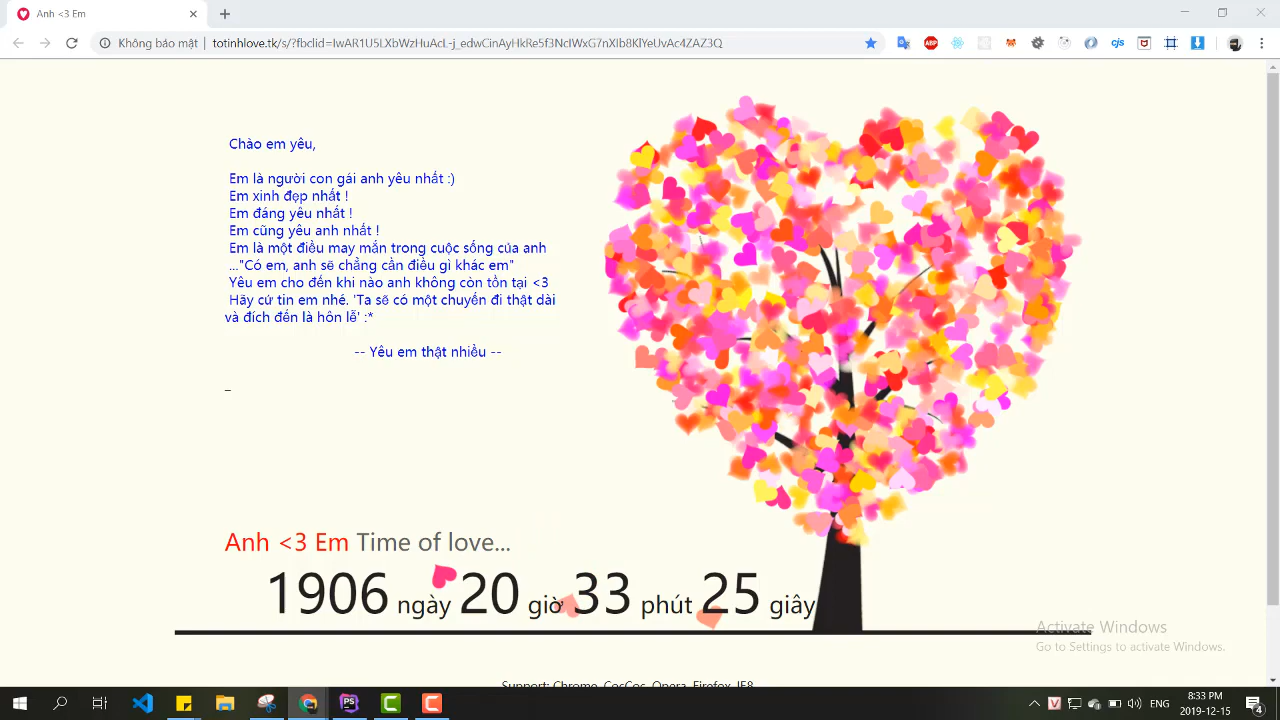 Anh <3 Em
Không bảo mật | totinhlove.tk/c/?fbclid=IwAR1U5LXbWzHuAcL-j_edwCinAyHkRe5f3NcIWxG7nXIb8KlYeUvAc4ZAZ3Q
ABP
cjs
Chào em yêu,
Em là người con gái anh yêu nhất :)
Em xinh đẹp nhất !
Em đáng yêu nhất !
Em cũng yêu anh nhất !
Em là một điều may mắn trong cuộc sống của anh
..."Có em, anh sẽ chẳng cần điều gì khác em"
Yêu em cho đến khi nào anh không còn tồn tại <3
Hãy cứ tin em nhé. 'Ta sẽ có một chuyến đi thật dài
và đích đến là hôn lễ' :*
-- Yêu em thật nhiều --
_
Anh <3 Em Time of love...
1906 ngày 20 giờ 33 phút 25 giây
Activate Windows
Go to Settings to activate Windows.
Support: Chrome, CocCoc, Opera, Firefox, IE8
PS
C
C
V
ENG
8:33 PM
2019-12-15
4